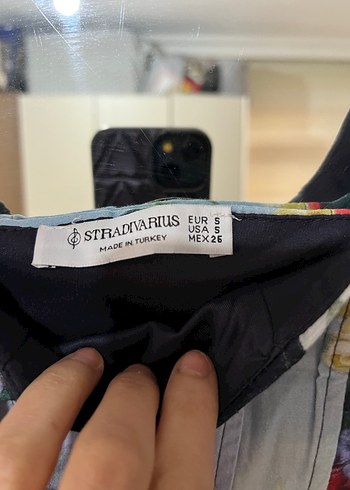 STRADIVARIUS
MADE IN TURKEY
EUR S
USA S
MEX 26